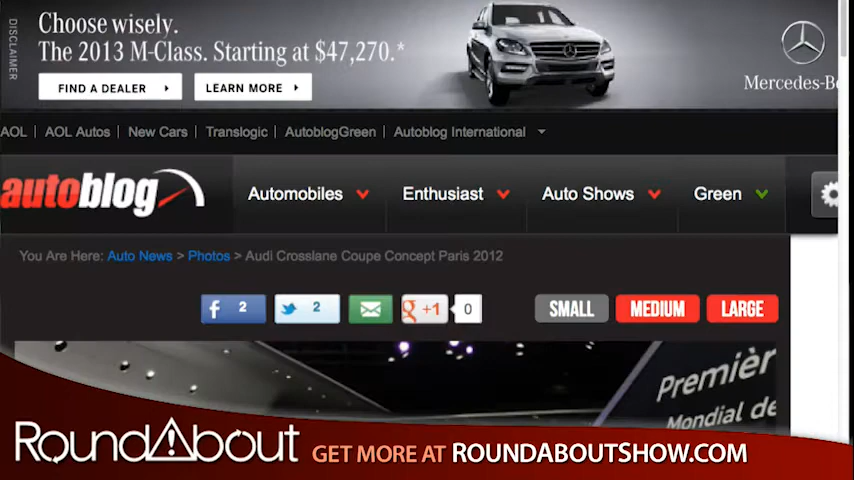 DISCLAIMER
Choose wisely.
The 2013 M-Class. Starting at $47,270.*
FIND A DEALER
LEARN MORE
Mercedes-Be
AOL | AOL Autos | New Cars | Translogic | AutoblogGreen | Autoblog International
autoblog
Automobiles
Enthusiast
Auto Shows
Green
You Are Here: Auto News > Photos > Audi Crosslane Coupe Concept Paris 2012
f 2
2
g +1
0
SMALL
MEDIUM
LARGE
Premièr
Mondial de
RoundAbout
GET MORE AT ROUNDABOUTSHOW.COM